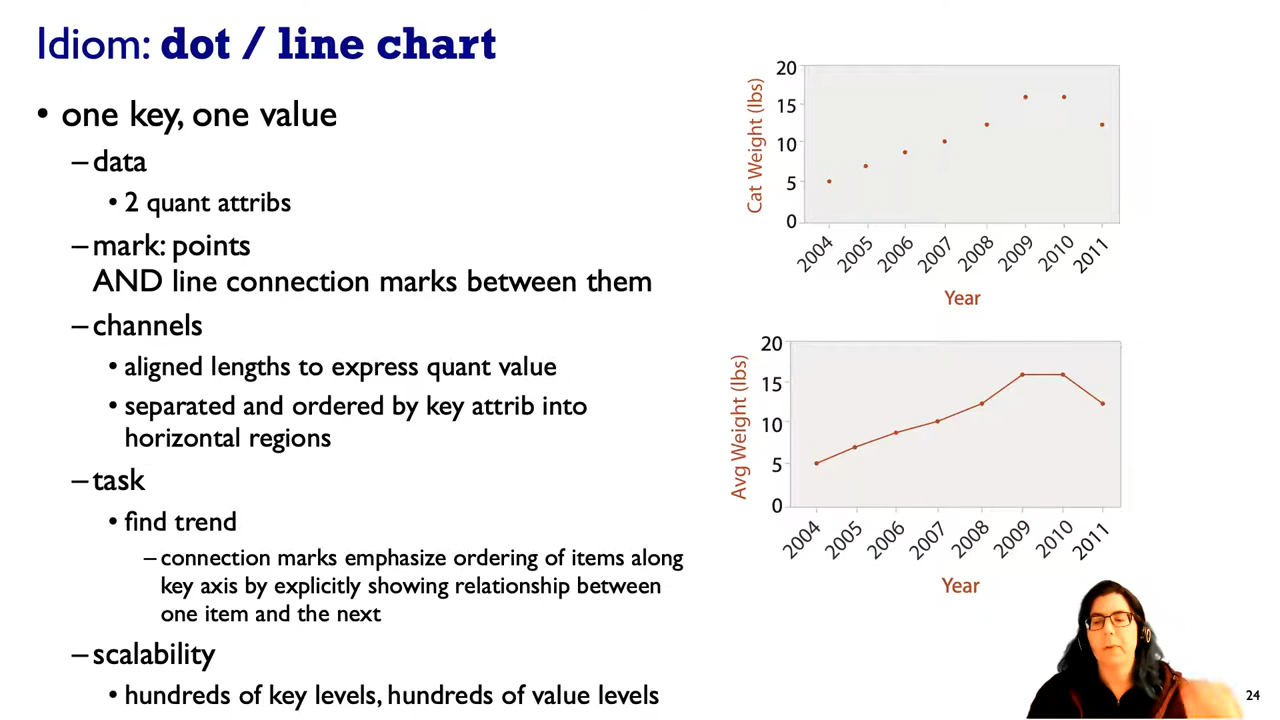 Idiom: dot / line chart
• one key, one value
– data
• 2 quant attribs
– mark: points
AND line connection marks between them
– channels
• aligned lengths to express quant value
• separated and ordered by key attrib into
horizontal regions
– task
• find trend
– connection marks emphasize ordering of items along
key axis by explicitly showing relationship between
one item and the next
– scalability
• hundreds of key levels, hundreds of value levels
Cat Weight (lbs)
20
15
10
5
0
2004
2005
2006
2007
2008
2009
2010
2011
Year
Avg Weight (lbs)
20
15
10
5
0
2004
2005
2006
2007
2008
2009
2010
2011
Year
24